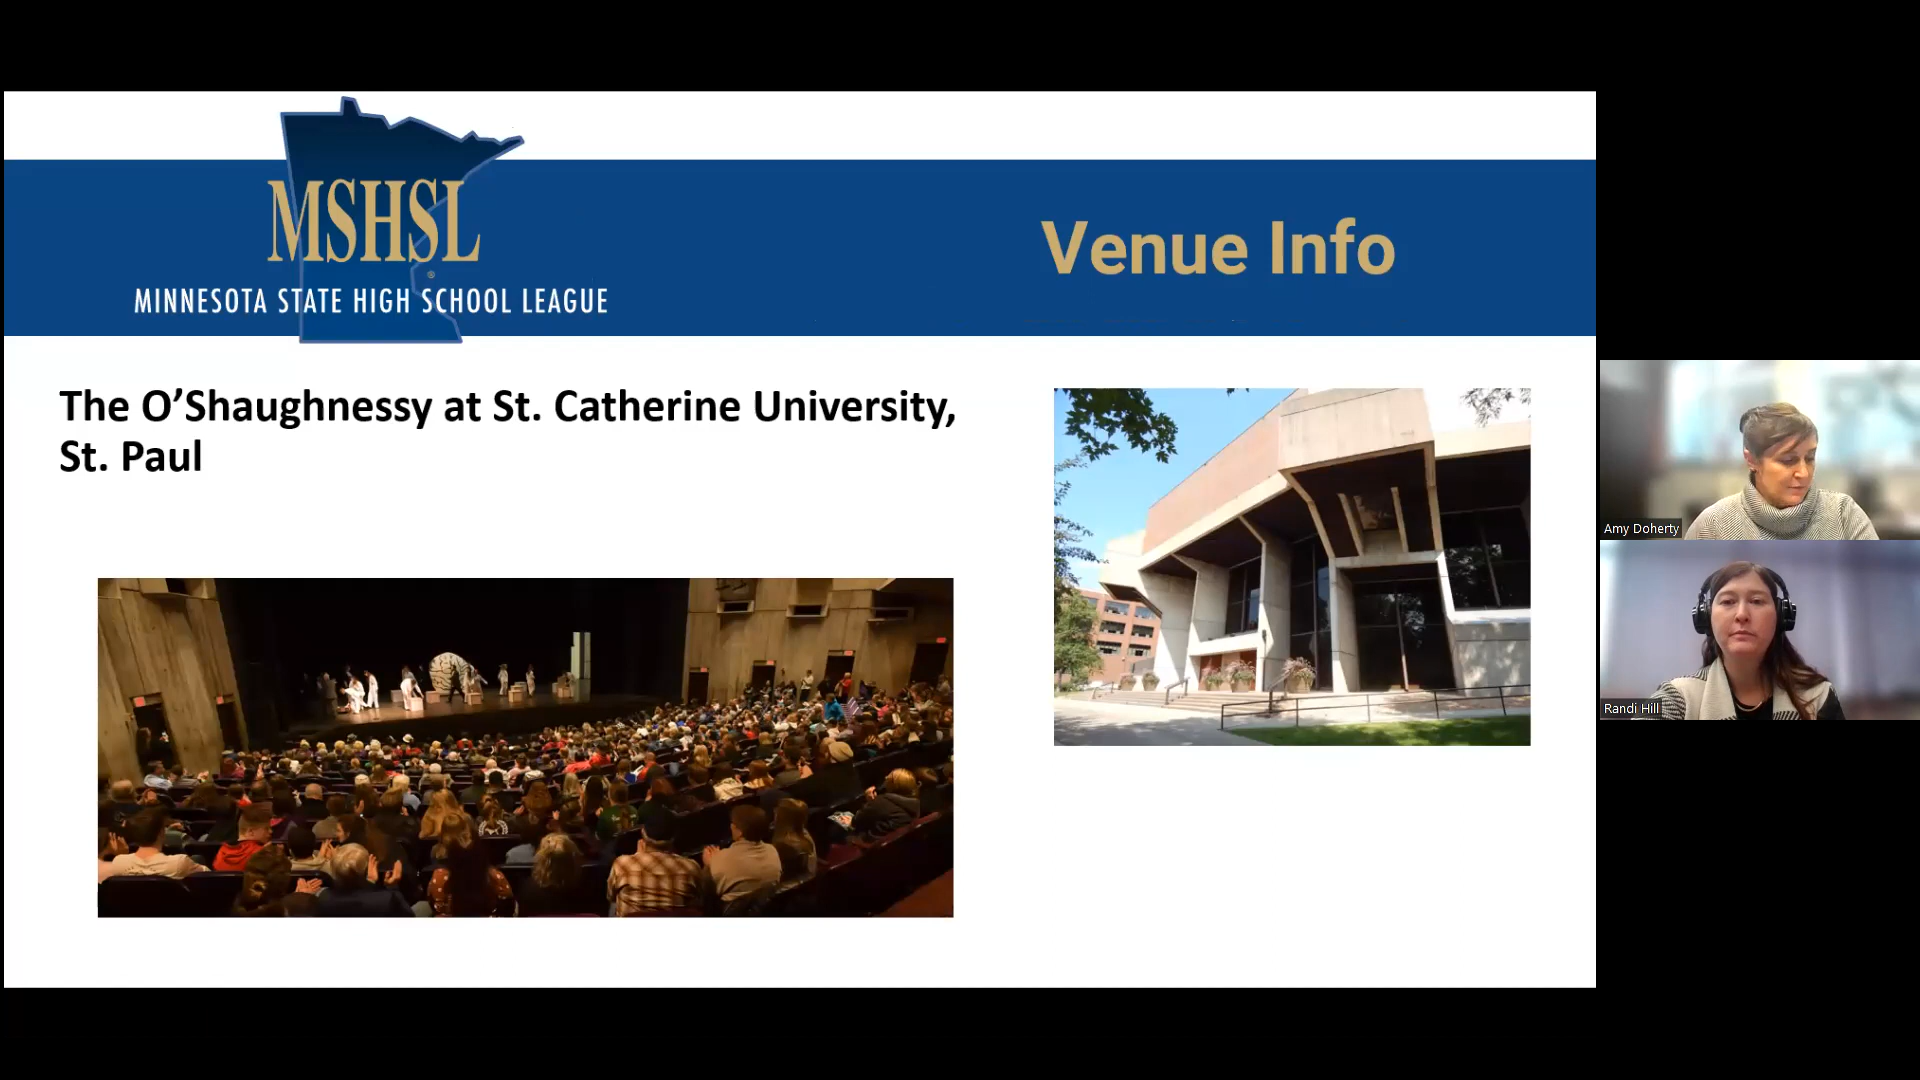 MSHSL
®
MINNESOTA STATE HIGH SCHOOL LEAGUE
Venue Info
The O’Shaughnessy at St. Catherine University,
St. Paul
Amy Doherty
Randi Hill